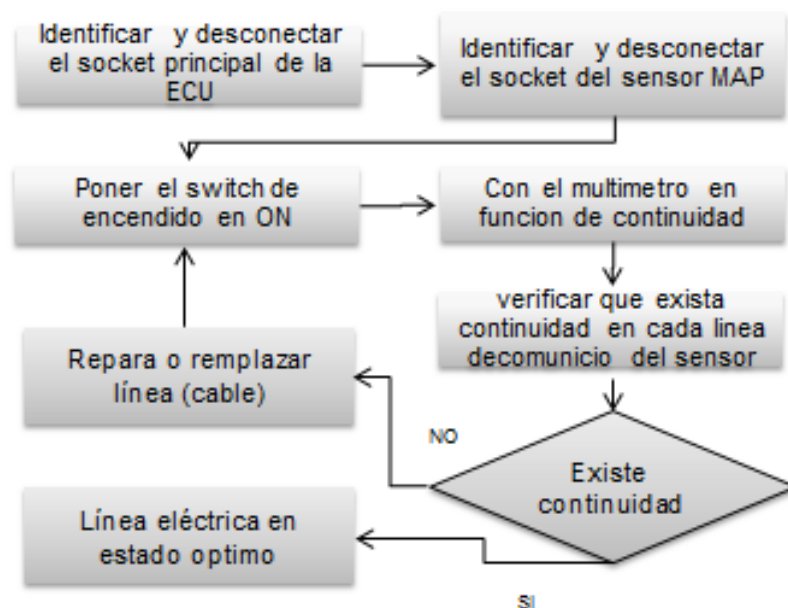 Identificar y desconectar
el socket principal de la
ECU
Identificar y desconectar
el socket del sensor MAP
Poner el switch de
encendido en ON
Con el multimetro en
funcion de continuidad
verificar que exista
continuidad en cada linea
decomunicio del sensor
Repara o remplazar
línea (cable)
NO
Existe
continuidad
Línea eléctrica en
estado optimo
SI